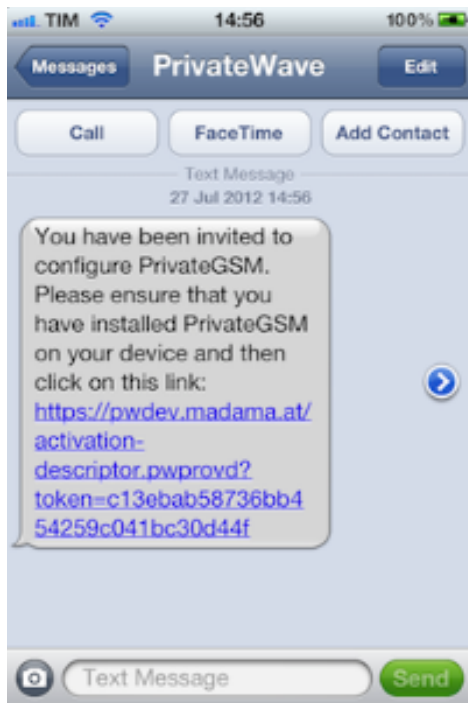 TIM 14:56 100%
Messages PrivateWave Edit
Call FaceTime Add Contact
Text Message
27 Jul 2012 14:56
You have been invited to
configure PrivateGSM.
Please ensure that you
have installed PrivateGSM
on your device and then
click on this link:
https://pwdev.madama.at/
activation-
descriptor.pwprovd?
token=c13ebab58736bb4
54259c041bc30d44f
Text Message Send